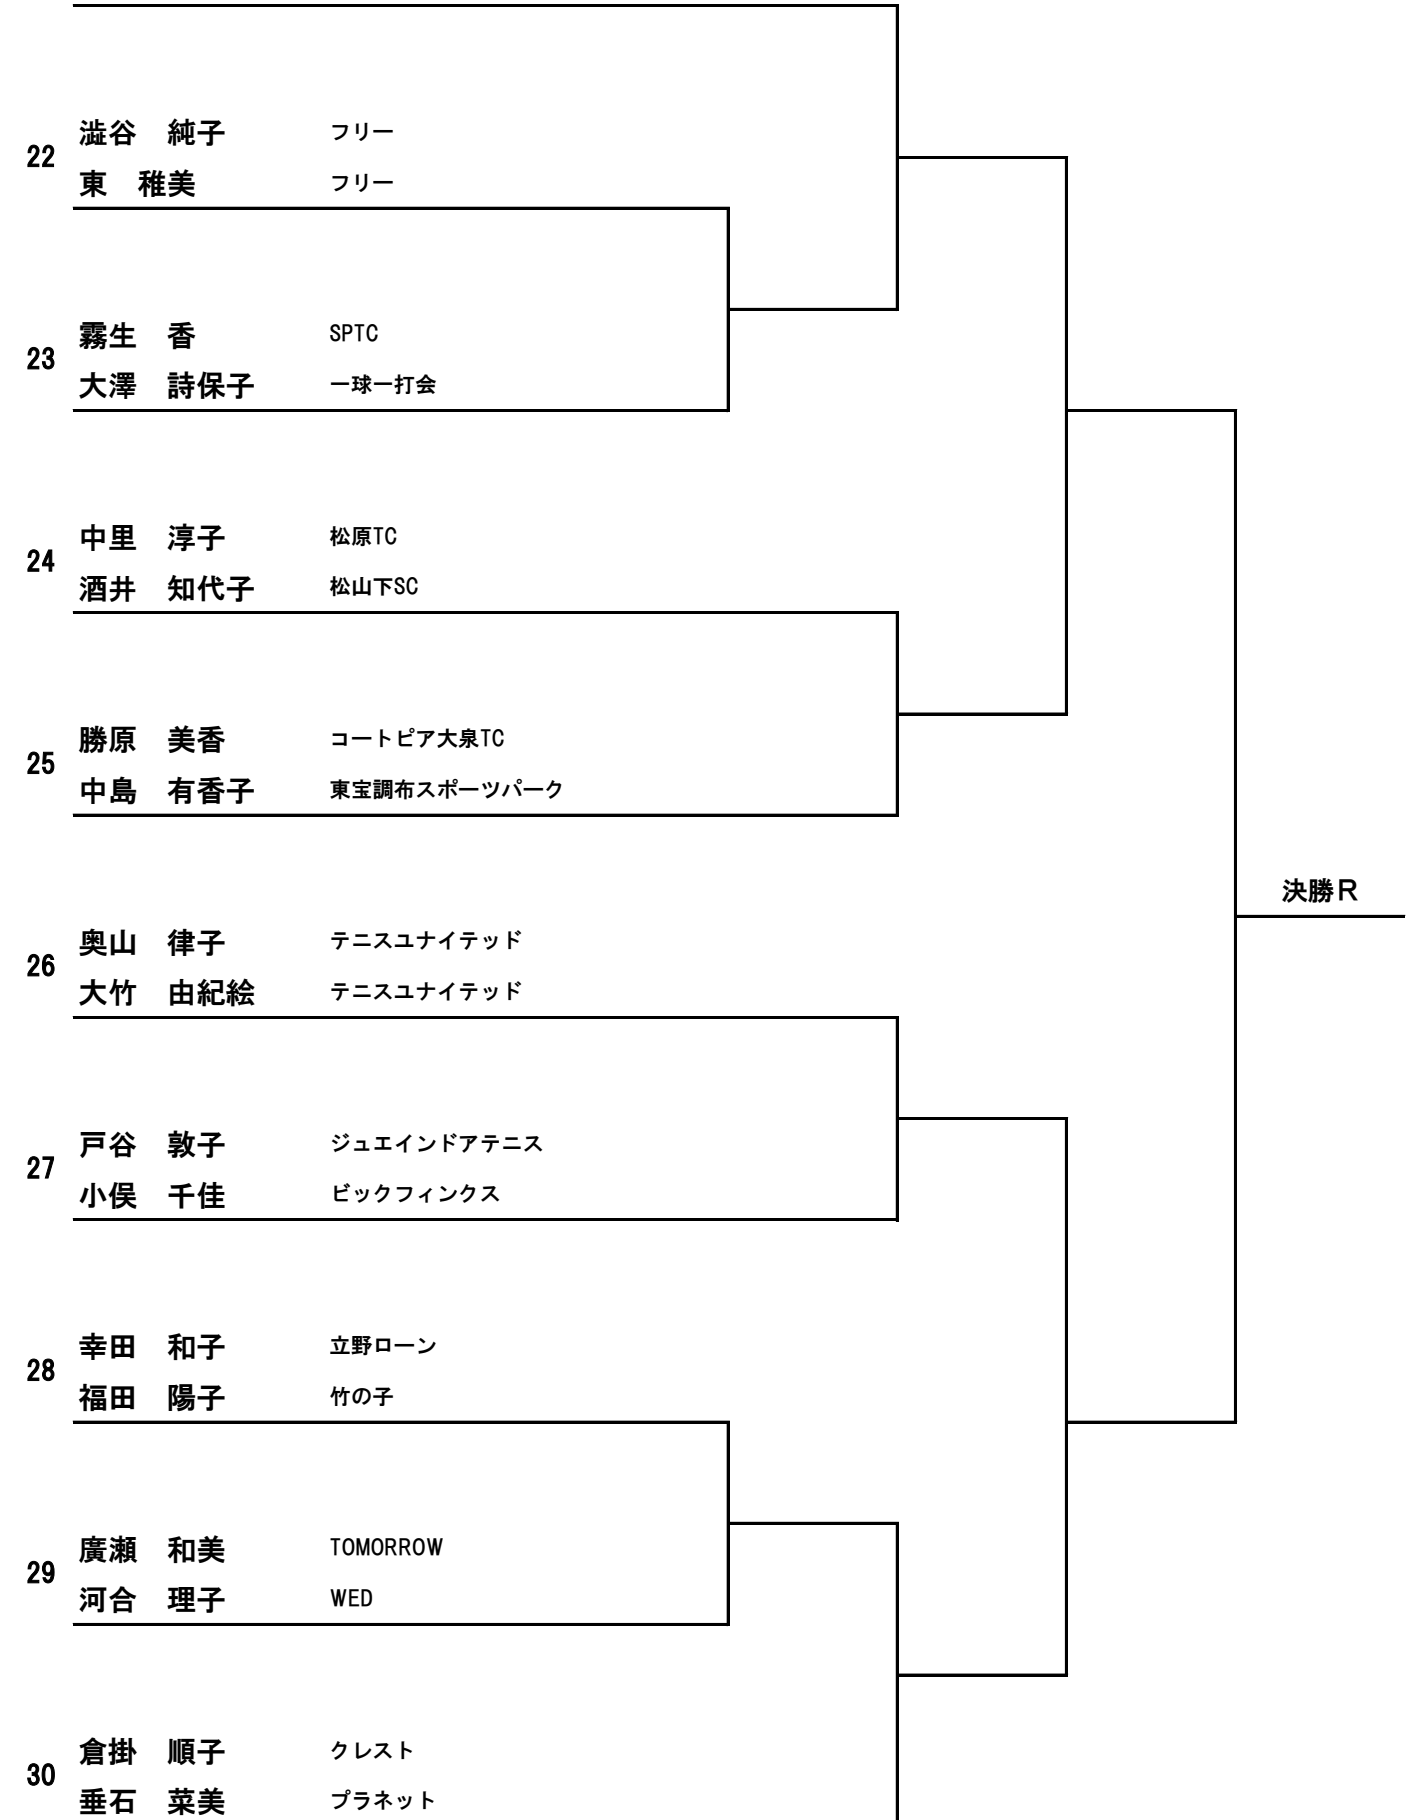 22
澁谷　純子　フリー
東　稚美　フリー
23
霧生　香　SPTC
大澤　詩保子　一球一打会
24
中里　淳子　松原TC
酒井　知代子　松山下SC
25
勝原　美香　コートピア大泉TC
中島　有香子　東宝調布スポーツパーク
決勝Ｒ
26
奥山　律子　テニスユナイテッド
大竹　由紀絵　テニスユナイテッド
27
戸谷　敦子　ジュエインドアテニス
小俣　千佳　ビックフィンクス
28
幸田　和子　立野ローン
福田　陽子　竹の子
29
廣瀬　和美　TOMORROW
河合　理子　WED
30
倉掛　順子　クレスト
垂石　菜美　プラネット